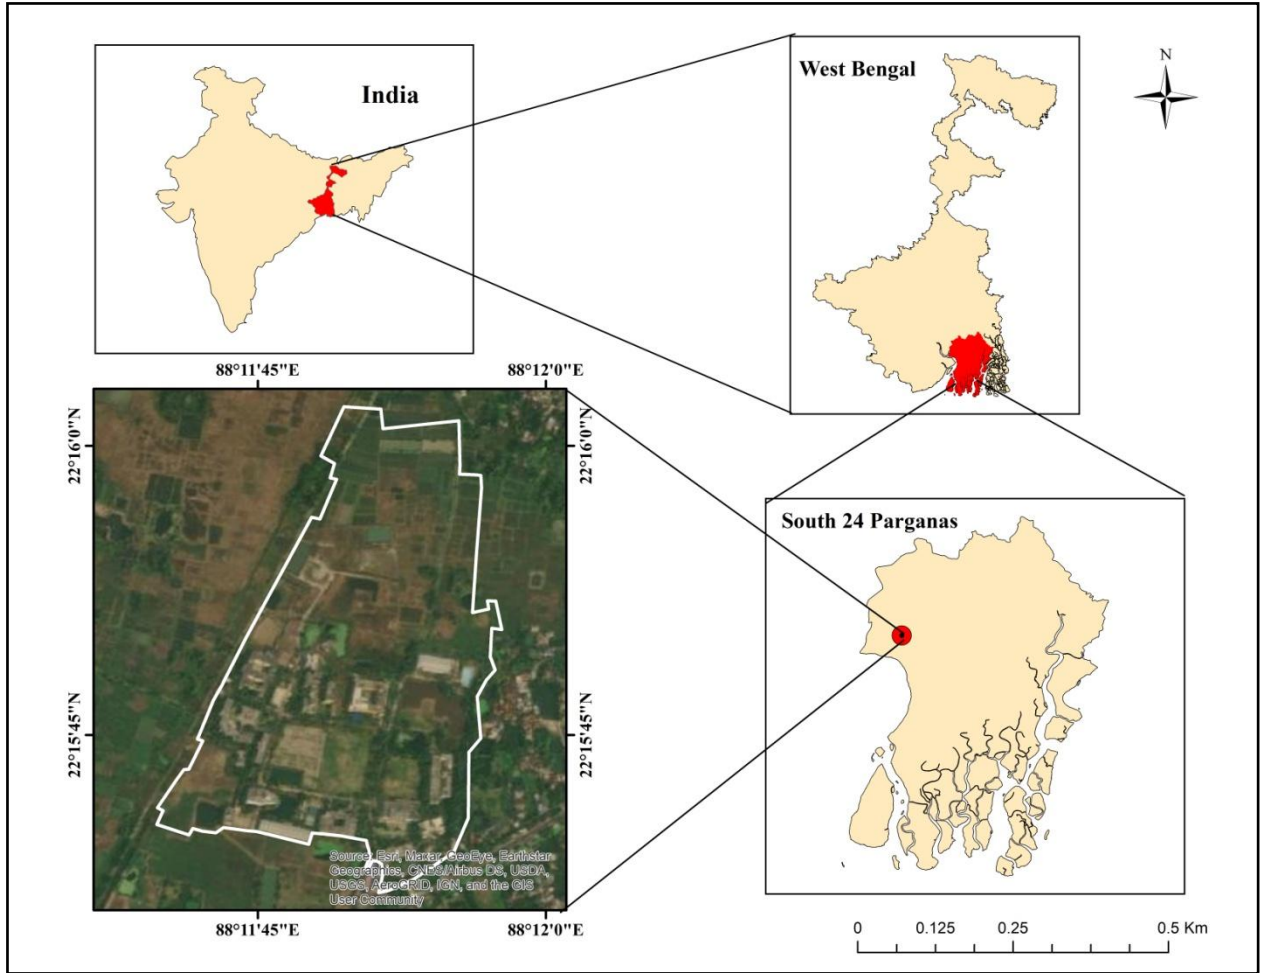 India
West Bengal
N
88°11'45"E
88°12'0"E
22°16'0"N
22°16'0"N
22°15'45"N
22°15'45"N
South 24 Parganas
Source: Esri, Maxar, GeoEye, Earthstar
Geographics, CNES/Airbus DS, USDA,
USGS, AeroGRID, IGN, and the GIS
User Community
88°11'45"E
88°12'0"E
0 0.125 0.25 0.5 Km